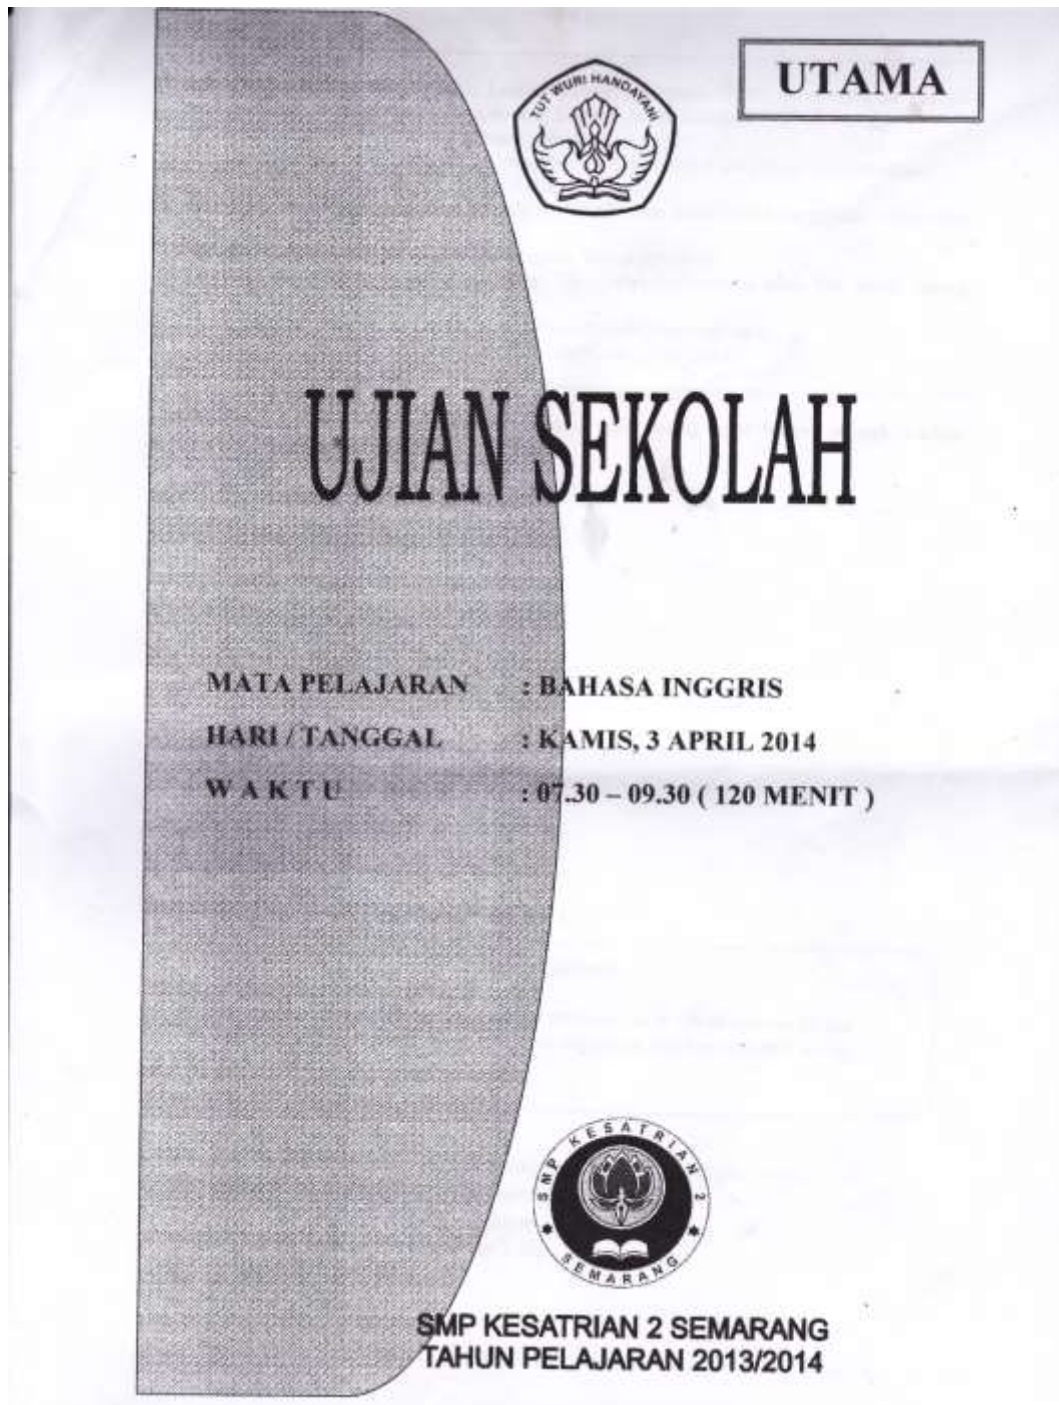 UTAMA
TUT WURI HANDAYANI
UJIAN SEKOLAH
MATA PELAJARAN : BAHASA INGGRIS
HARI / TANGGAL : KAMIS, 3 APRIL 2014
W A K T U : 07.30 – 09.30 ( 120 MENIT )
SMP KESATRIAN 2
SEMARANG
SMP KESATRIAN 2 SEMARANG
TAHUN PELAJARAN 2013/2014